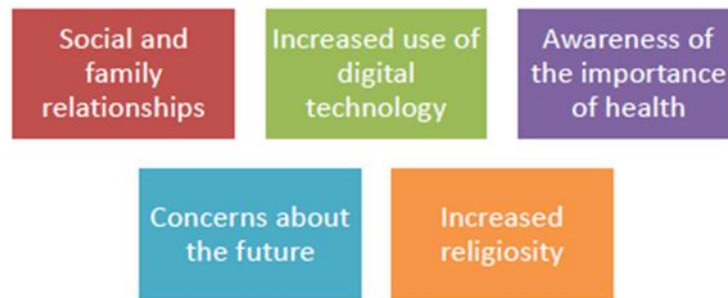 Social and
family
relationships
Increased use of
digital
technology
Awareness of
the importance
of health
Concerns about
the future
Increased
religiosity